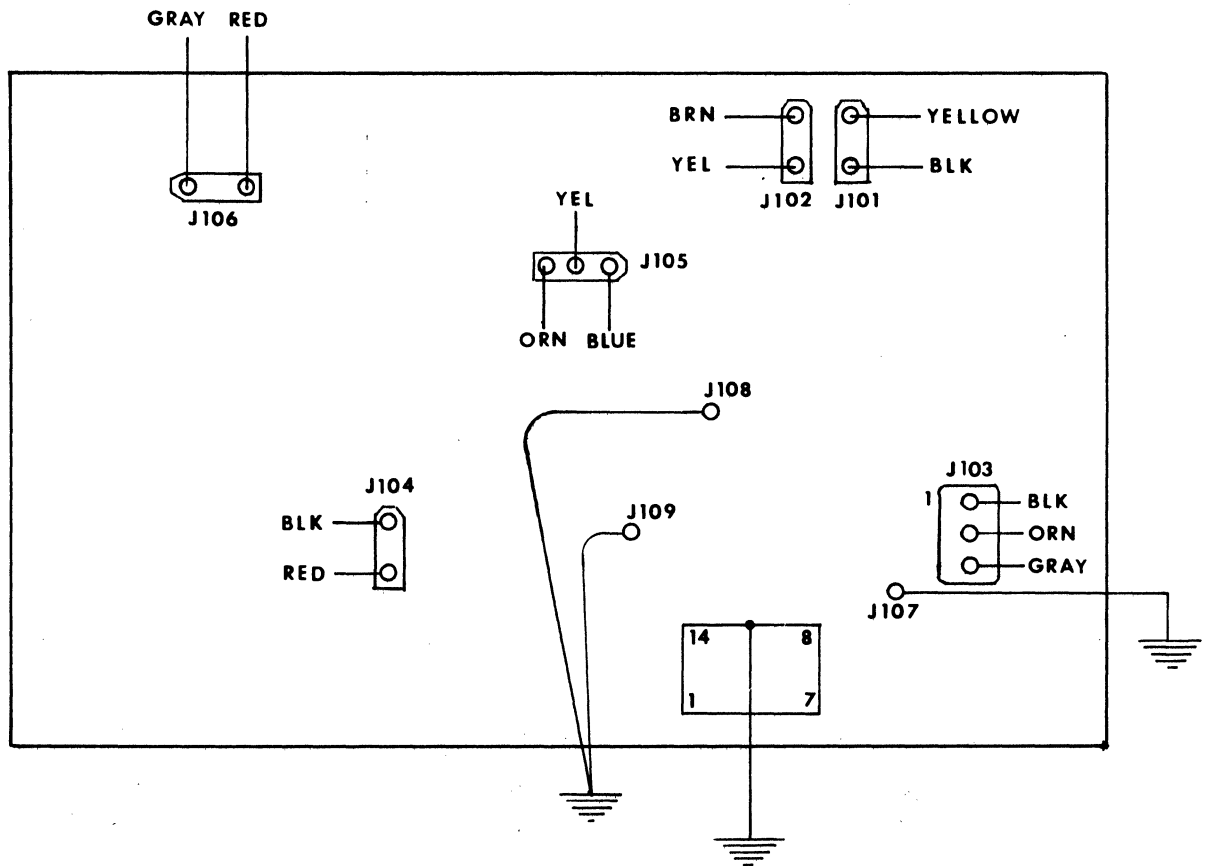 GRAY RED
BRN
YELLOW
YEL
BLK
J102 J101
J106
YEL
J105
ORN BLUE
J108
J104
J103
BLK
1
BLK
J109
ORN
RED
GRAY
J107
14 8
1 7